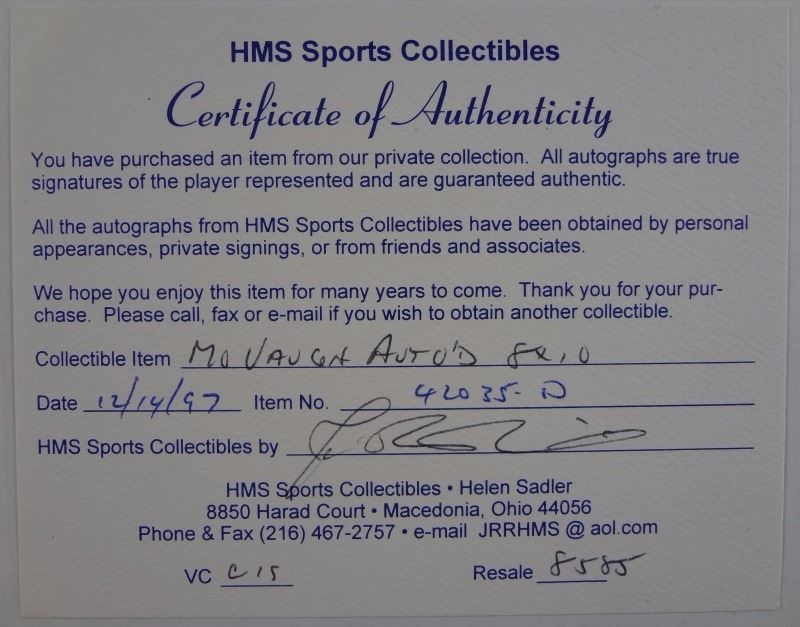 HMS Sports Collectibles
Certificate of Authenticity
You have purchased an item from our private collection. All autographs are true
signatures of the player represented and are guaranteed authentic.
All the autographs from HMS Sports Collectibles have been obtained by personal
appearances, private signings, or from friends and associates.
We hope you enjoy this item for many years to come. Thank you for your pur-
chase. Please call, fax or e-mail if you wish to obtain another collectible.
Collectible Item MO VAUGHN AUTO'D 8x10
Date 12/14/97 Item No. 42035-D
HMS Sports Collectibles by
HMS Sports Collectibles • Helen Sadler
8850 Harad Court • Macedonia, Ohio 44056
Phone & Fax (216) 467-2757 • e-mail JRRHMS @ aol.com
VC C15 Resale 8585